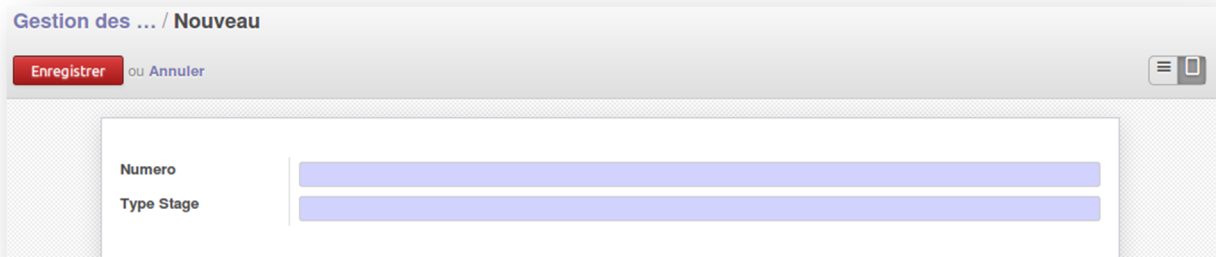 Gestion des ... / Nouveau
Enregistrer ou Annuler
Numero
Type Stage